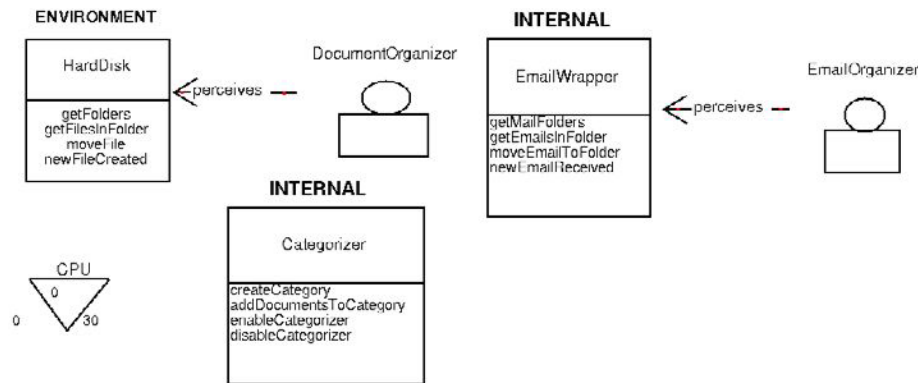 ENVIRONMENT
HardDisk
getFolders
getFilesInFolder
moveFile
newFileCreated
perceives
DocumentOrganizer
INTERNAL
EmailWrapper
getMailFolders
getEmailsInFolder
moveEmailToFolder
newEmailReceived
perceives
EmailOrganizer
INTERNAL
Categorizer
createCategory
addDocumentsToCategory
enableCategorizer
disableCategorizer
CPU
0
0 30